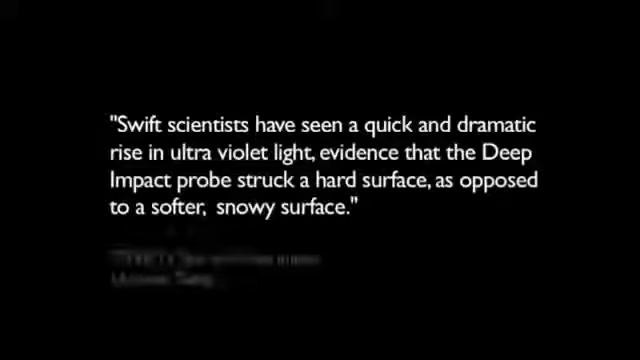 "Swift scientists have seen a quick and dramatic
rise in ultra violet light, evidence that the Deep
Impact probe struck a hard surface, as opposed
to a softer, snowy surface."